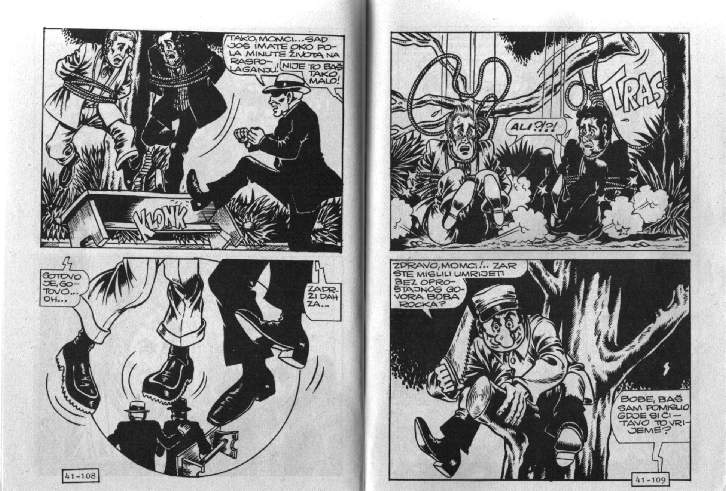 TAKO, MOMCI... SAD
JOŠ IMATE OKO PO-
LA MINUTE ŽIVOTA NA
RASPO-
LAGANJU!
NIJE TO BAŠ
TAKO
MALO!
KLONK
GOTOVO
JE, GO-
TOVO...
OH...
ZADR-
ŽI DAH
ZA...
41-108
TRAS
ALI?!?!
ZDRAVO, MOMCI!... ZAR
STE MISLILI UMRIJETI
BEZ OPRO-
ŠTAJNOG GO-
VORA BOBA
ROCKA?
BOBE, BAŠ
SAM POMISLIO
GDJE SI ČI-
TAVO TO VRI-
JEME?
41-109